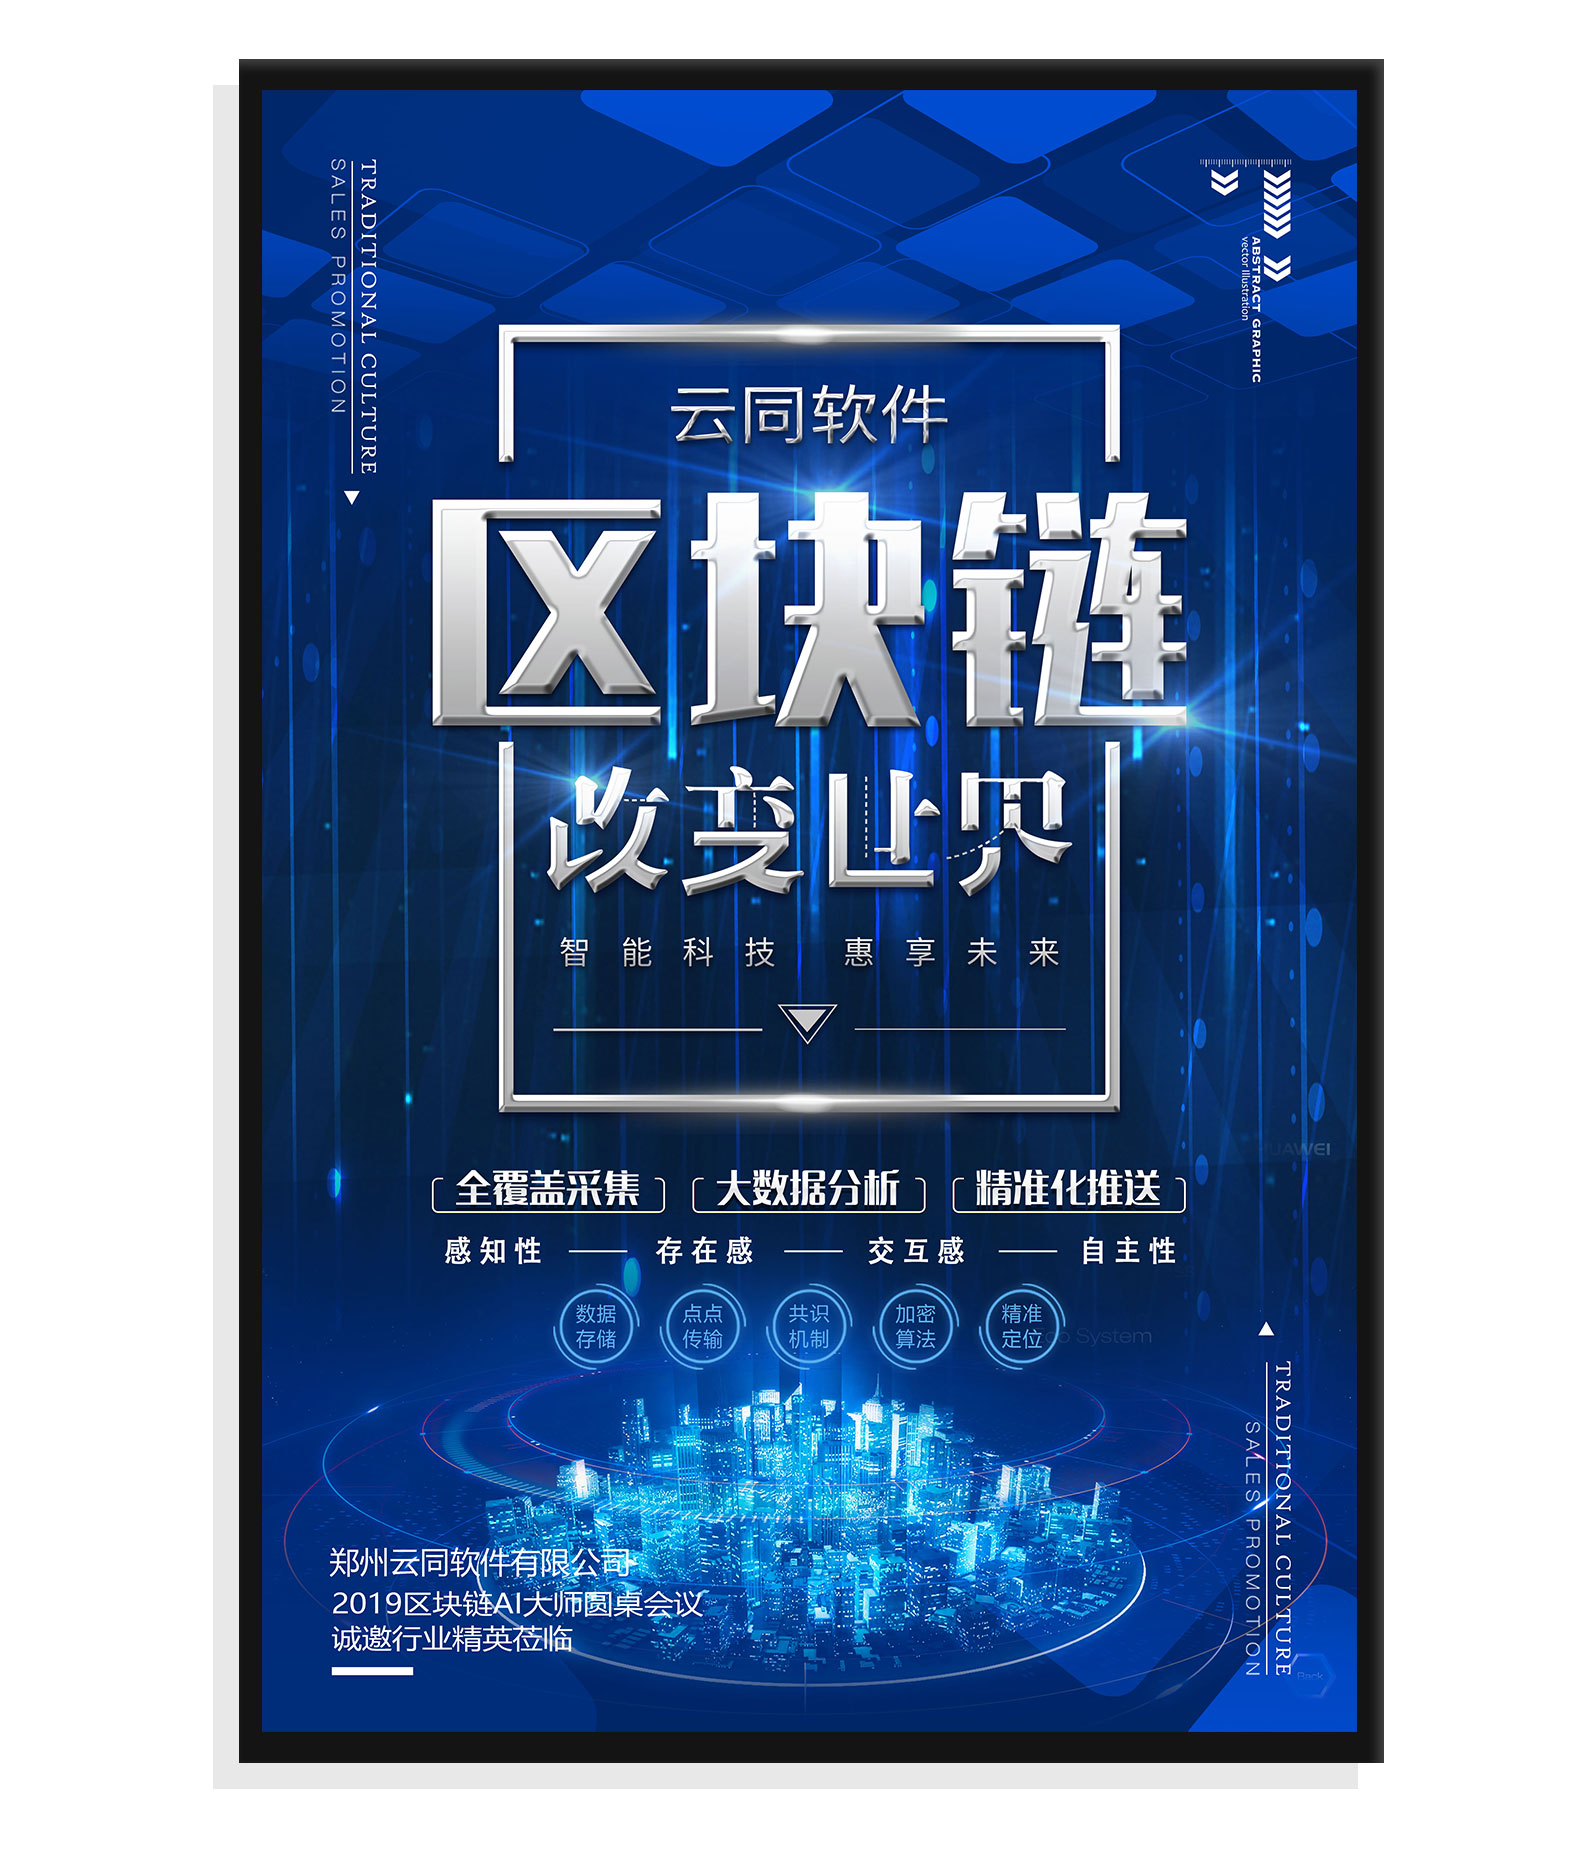 TRADITIONAL CULTURE
SALES PROMOTION
ABSTRACT GRAPHIC
vector Illustration
云同软件
区块链
改变世界
智能科技 惠享未来
全覆盖采集 大数据分析 精准化推送
感知性 — 存在感 — 交互感 — 自主性
数据存储 点点传输 共识机制 加密算法 精准定位
HUAWEI
Eco System
郑州云同软件有限公司
2019区块链AI大师圆桌会议
诚邀行业精英莅临
TRADITIONAL CULTURE
SALES PROMOTION
Back